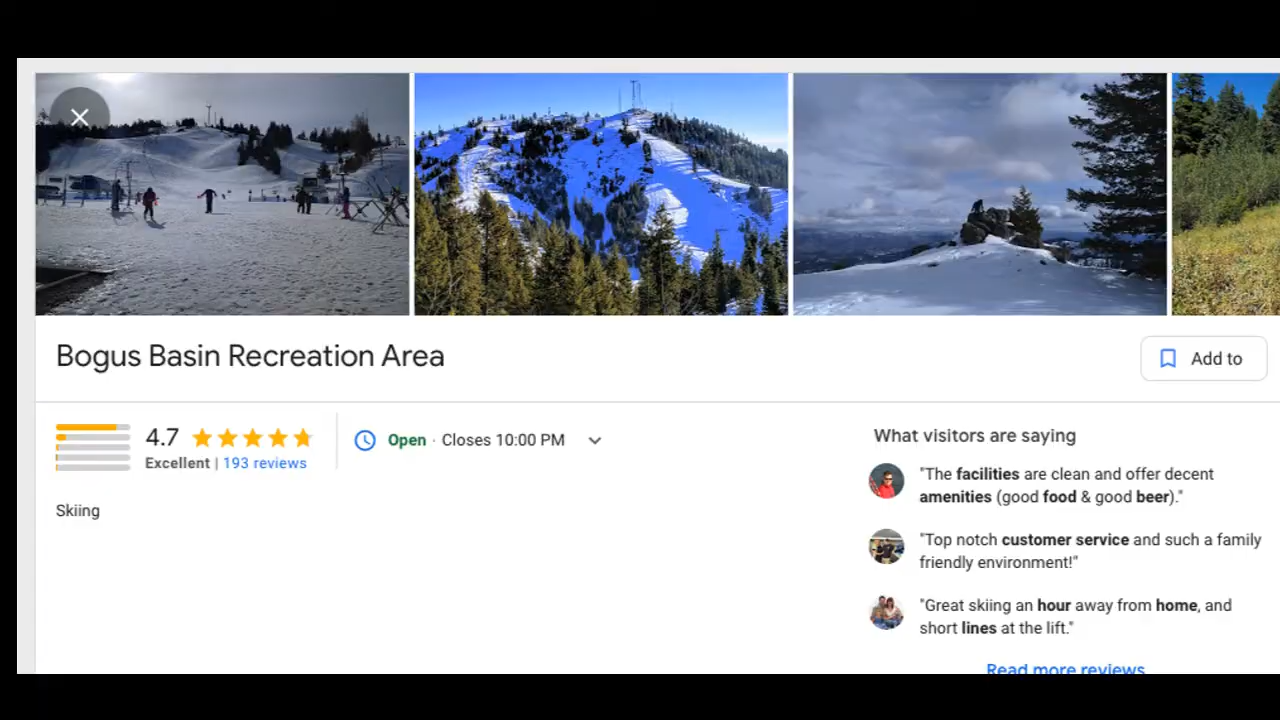 Bogus Basin Recreation Area
Add to
4.7
Excellent | 193 reviews
Open · Closes 10:00 PM
Skiing
What visitors are saying
"The facilities are clean and offer decent
amenities (good food & good beer)."
"Top notch customer service and such a family
friendly environment!"
"Great skiing an hour away from home, and
short lines at the lift."
Read more reviews